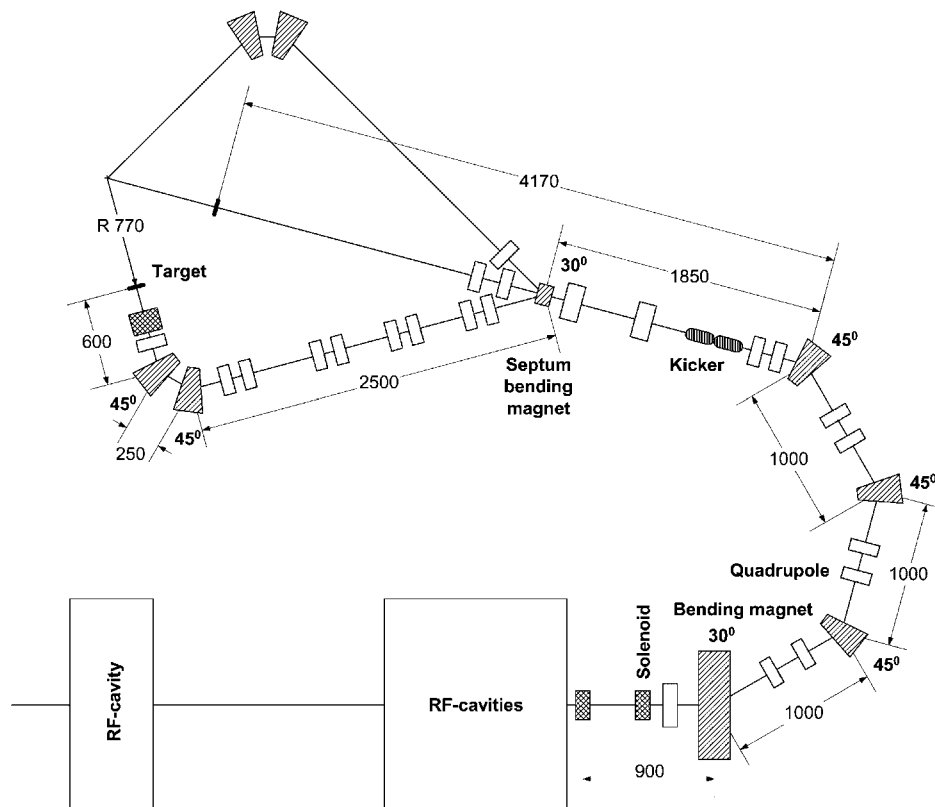 4170
R 770
Target
30⁰
1850
600
45⁰
Kicker
Septum
bending
magnet
2500
45⁰
45⁰
250
1000
45⁰
Quadrupole
1000
Bending magnet
30⁰
Solenoid
45⁰
RF-cavity
RF-cavities
1000
900